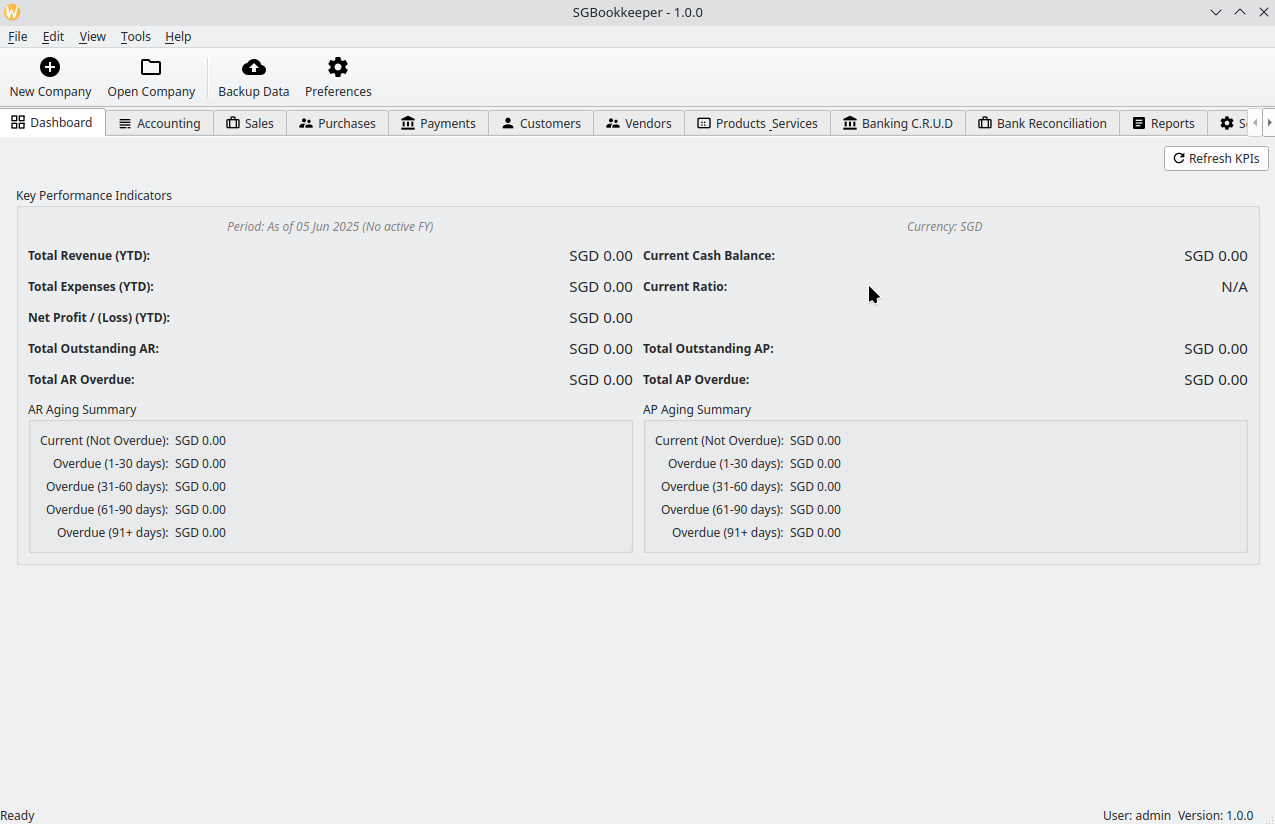 SGBookkeeper - 1.0.0
File Edit View Tools Help
New Company Open Company Backup Data Preferences
Dashboard Accounting Sales Purchases Payments Customers Vendors Products _Services Banking C.R.U.D Bank Reconciliation Reports
Refresh KPIs
Key Performance Indicators
Period: As of 05 Jun 2025 (No active FY) Currency: SGD
Total Revenue (YTD): SGD 0.00 Current Cash Balance: SGD 0.00
Total Expenses (YTD): SGD 0.00 Current Ratio: N/A
Net Profit / (Loss) (YTD): SGD 0.00
Total Outstanding AR: SGD 0.00 Total Outstanding AP: SGD 0.00
Total AR Overdue: SGD 0.00 Total AP Overdue: SGD 0.00
AR Aging Summary AP Aging Summary
Current (Not Overdue): SGD 0.00 Current (Not Overdue): SGD 0.00
Overdue (1-30 days): SGD 0.00 Overdue (1-30 days): SGD 0.00
Overdue (31-60 days): SGD 0.00 Overdue (31-60 days): SGD 0.00
Overdue (61-90 days): SGD 0.00 Overdue (61-90 days): SGD 0.00
Overdue (91+ days): SGD 0.00 Overdue (91+ days): SGD 0.00
Ready User: admin Version: 1.0.0